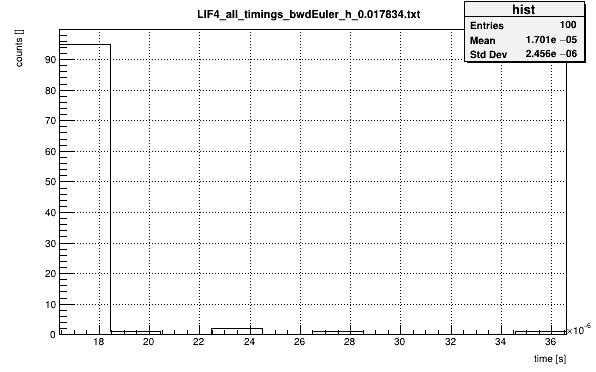 LIF4_all_timings_bwdEuler_h_0.017834.txt
hist
Entries 100
Mean 1.701e −05
Std Dev 2.456e −06
counts []
90
80
70
60
50
40
30
20
10
0
18 20 22 24 26 28 30 32 34 36
×10⁻⁶
time [s]